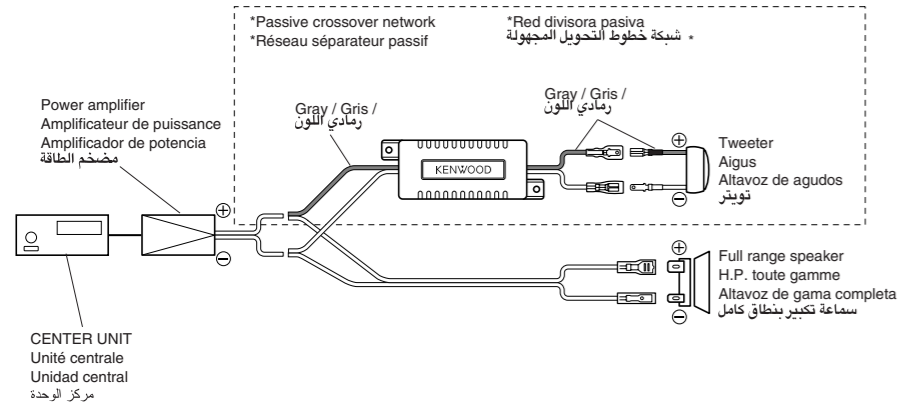 *Passive crossover network
*Réseau séparateur passif
*Red divisora pasiva
* شبكة خطوط التحويل المجهولة
Power amplifier
Amplificateur de puissance
Amplificador de potencia
مضخم الطاقة
Gray / Gris /
رمادي اللون
Gray / Gris /
رمادي اللون
KENWOOD
Tweeter
Aigus
Altavoz de agudos
تويتر
Full range speaker
H.P. toute gamme
Altavoz de gama completa
سماعة تكبير بنطاق كامل
CENTER UNIT
Unité centrale
Unidad central
مركز الوحدة